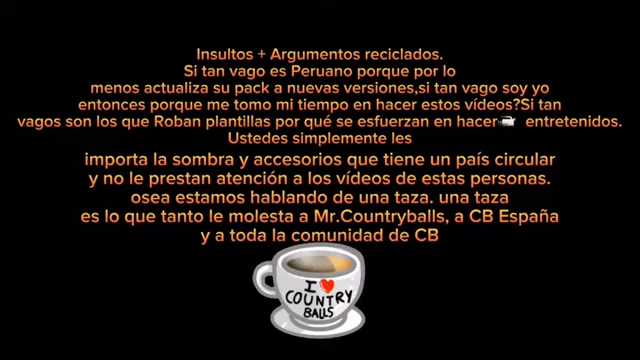 Insultos + Argumentos reciclados.
Si tan vago es Peruano porque por lo
menos actualiza su pack a nuevas versiones,si tan vago soy yo
entonces porque me tomo mi tiempo en hacer estos vídeos?Si tan
vagos son los que Roban plantillas por qué se esfuerzan en hacer entretenidos.
Ustedes simplemente les
importa la sombra y accesorios que tiene un país circular
y no le prestan atención a los vídeos de estas personas.
osea estamos hablando de una taza. una taza
es lo que tanto le molesta a Mr.Countryballs, a CB España
y a toda la comunidad de CB
I ❤
COUNTRY
BALLS